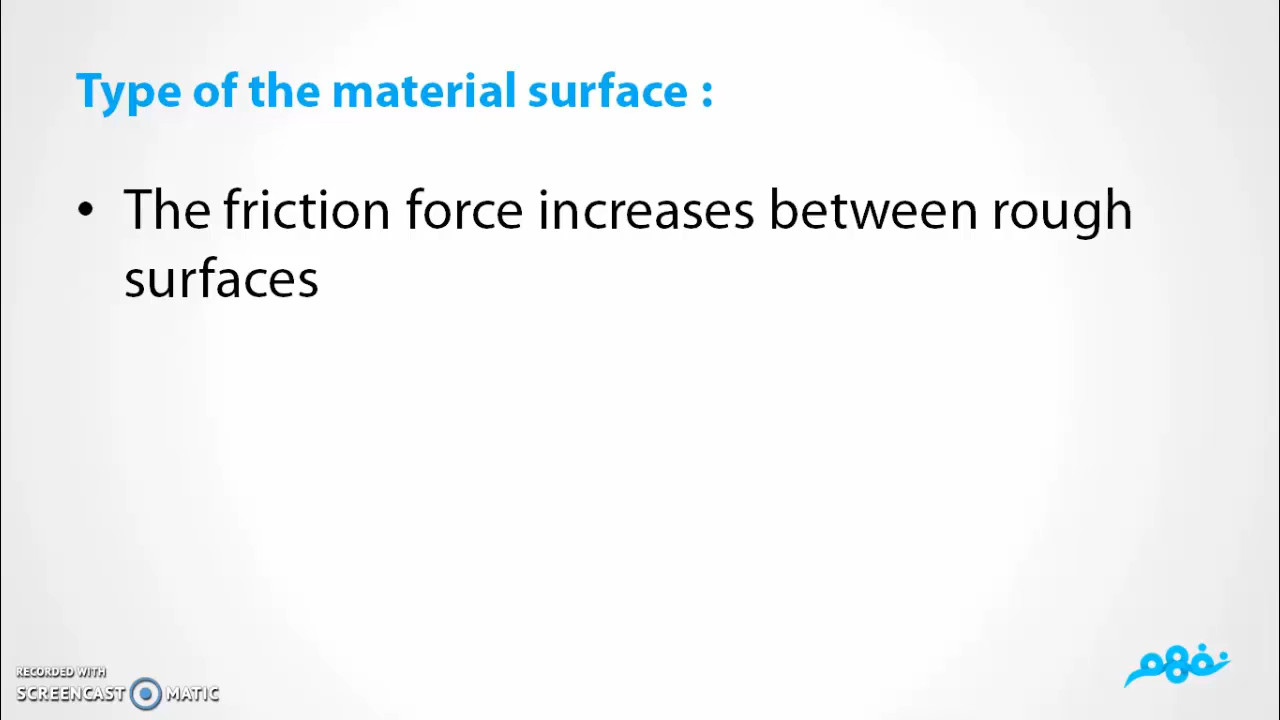 Type of the material surface :
• The friction force increases between rough
surfaces
RECORDED WITH
SCREENCAST MATIC
نفهم